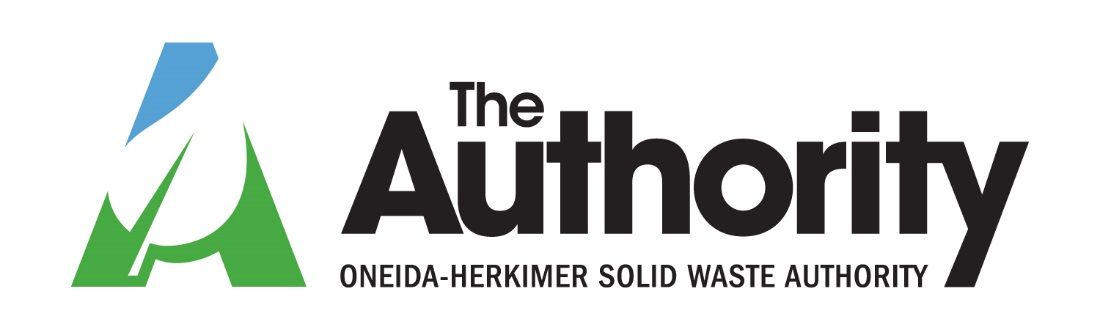 The
Authority
ONEIDA-HERKIMER SOLID WASTE AUTHORITY